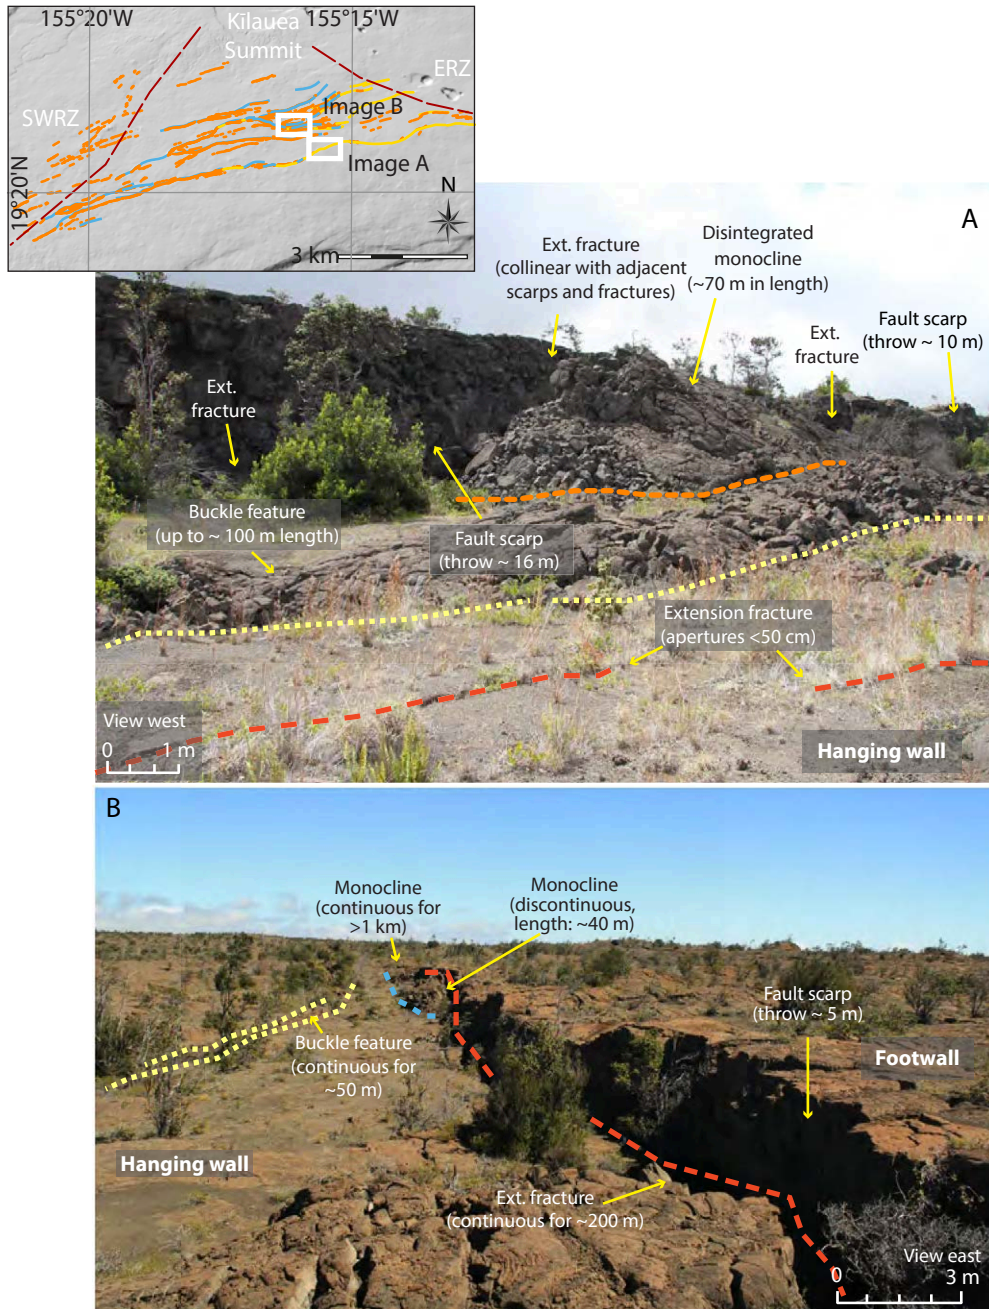 155°20'W
155°15'W
Kīlauea
Summit
ERZ
SWRZ
Image B
Image A
19°20'N
N
3 km
A
Ext. fracture
(collinear with adjacent
scarps and fractures)
Disintegrated
monocline
(~70 m in length)
Ext.
fracture
Fault scarp
(throw ~ 10 m)
Ext.
fracture
Buckle feature
(up to ~ 100 m length)
Fault scarp
(throw ~ 16 m)
Extension fracture
(apertures <50 cm)
View west
0 1 m
Hanging wall
B
Monocline
(continuous for
>1 km)
Monocline
(discontinuous,
length: ~40 m)
Fault scarp
(throw ~ 5 m)
Footwall
Buckle feature
(continuous for
~50 m)
Hanging wall
Ext. fracture
(continuous for ~200 m)
View east
0 3 m